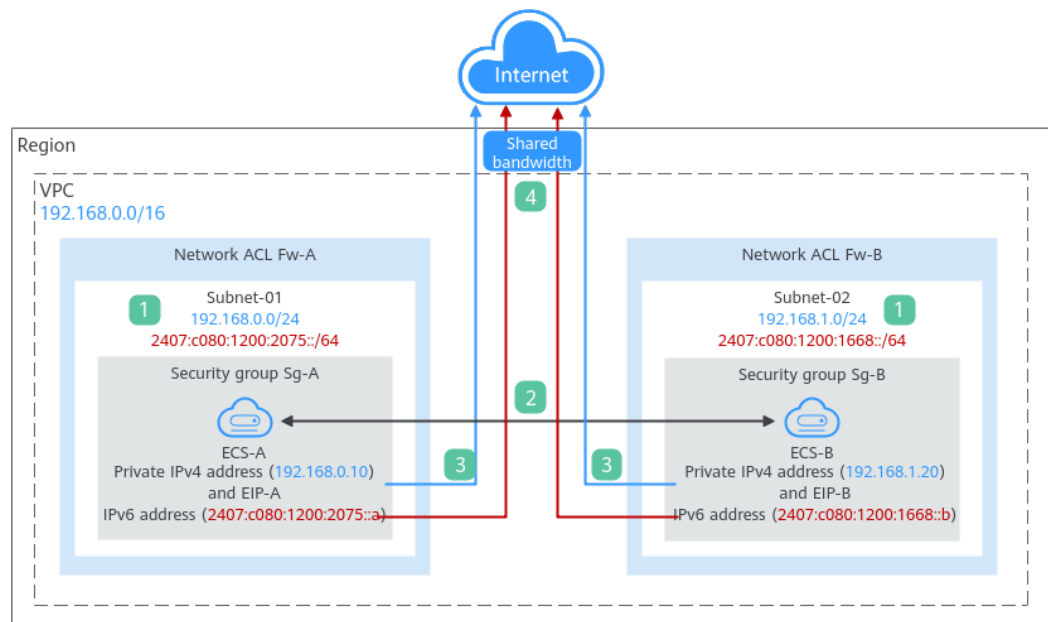 Internet
Region
Shared
bandwidth
VPC
192.168.0.0/16
4
Network ACL Fw-A
Network ACL Fw-B
1
Subnet-01
192.168.0.0/24
2407:c080:1200:2075::/64
Subnet-02
1
192.168.1.0/24
2407:c080:1200:1668::/64
Security group Sg-A
Security group Sg-B
2
ECS-A
Private IPv4 address (192.168.0.10)
and EIP-A
IPv6 address (2407:c080:1200:2075::a)
3
3
ECS-B
Private IPv4 address (192.168.1.20)
and EIP-B
IPv6 address (2407:c080:1200:1668::b)